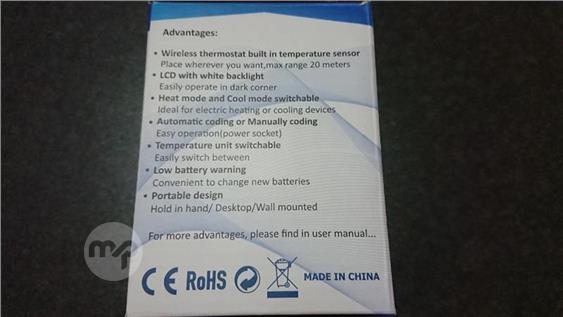 Advantages:
• Wireless thermostat built in temperature sensor
Place wherever you want,max range 20 meters
• LCD with white backlight
Easily operate in dark corner
• Heat mode and Cool mode switchable
Ideal for electric heating or cooling devices
• Automatic coding or Manually coding
Easy operation(power socket)
• Temperature unit switchable
Easily switch between
• Low battery warning
Convenient to change new batteries
• Portable design
Hold in hand/ Desktop/Wall mounted
For more advantages, please find in user manual...
CE RoHS MADE IN CHINA